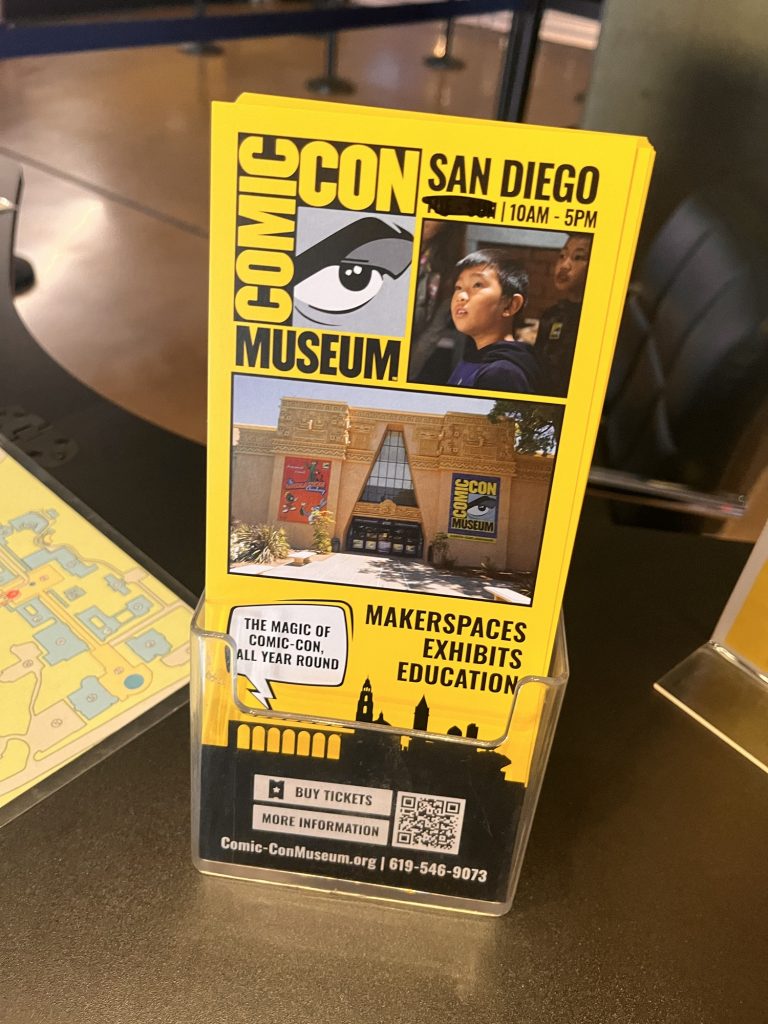 COMIC
CON
MUSEUM
SAN DIEGO
| 10AM - 5PM
COMIC
CON
MUSEUM
THE MAGIC OF
COMIC-CON,
ALL YEAR ROUND
MAKERSPACES
EXHIBITS
EDUCATION
BUY TICKETS
MORE INFORMATION
Comic-ConMuseum.org | 619-546-9073